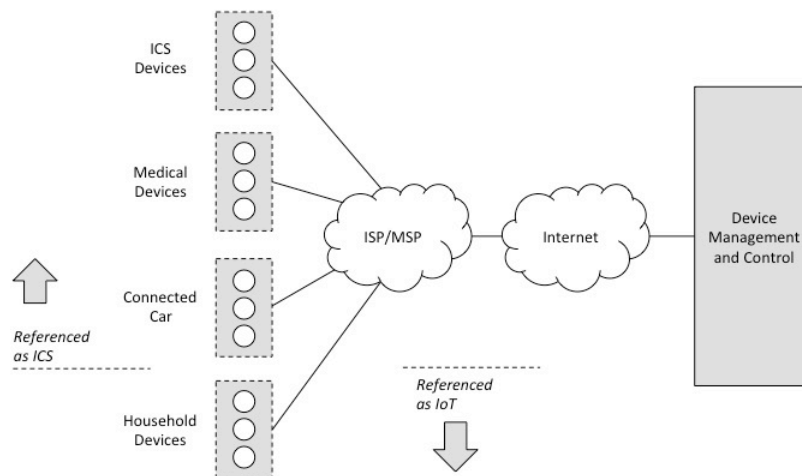 ICS
Devices
Medical
Devices
ISP/MSP
Internet
Device
Management
and Control
Connected
Car
Referenced
as ICS
Referenced
as IoT
Household
Devices